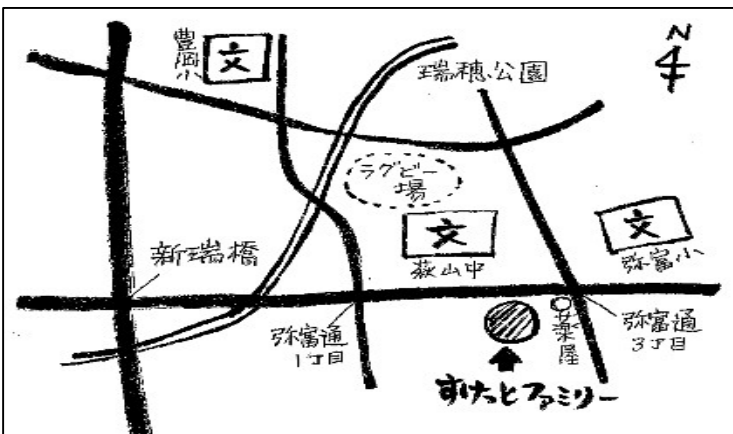 豊岡小
文
瑞穂公園
N
ラグビー
場
文
萩山中
文
弥富小
新瑞橋
弥富通
1丁目
弥富通
3丁目
すけっとファミリー